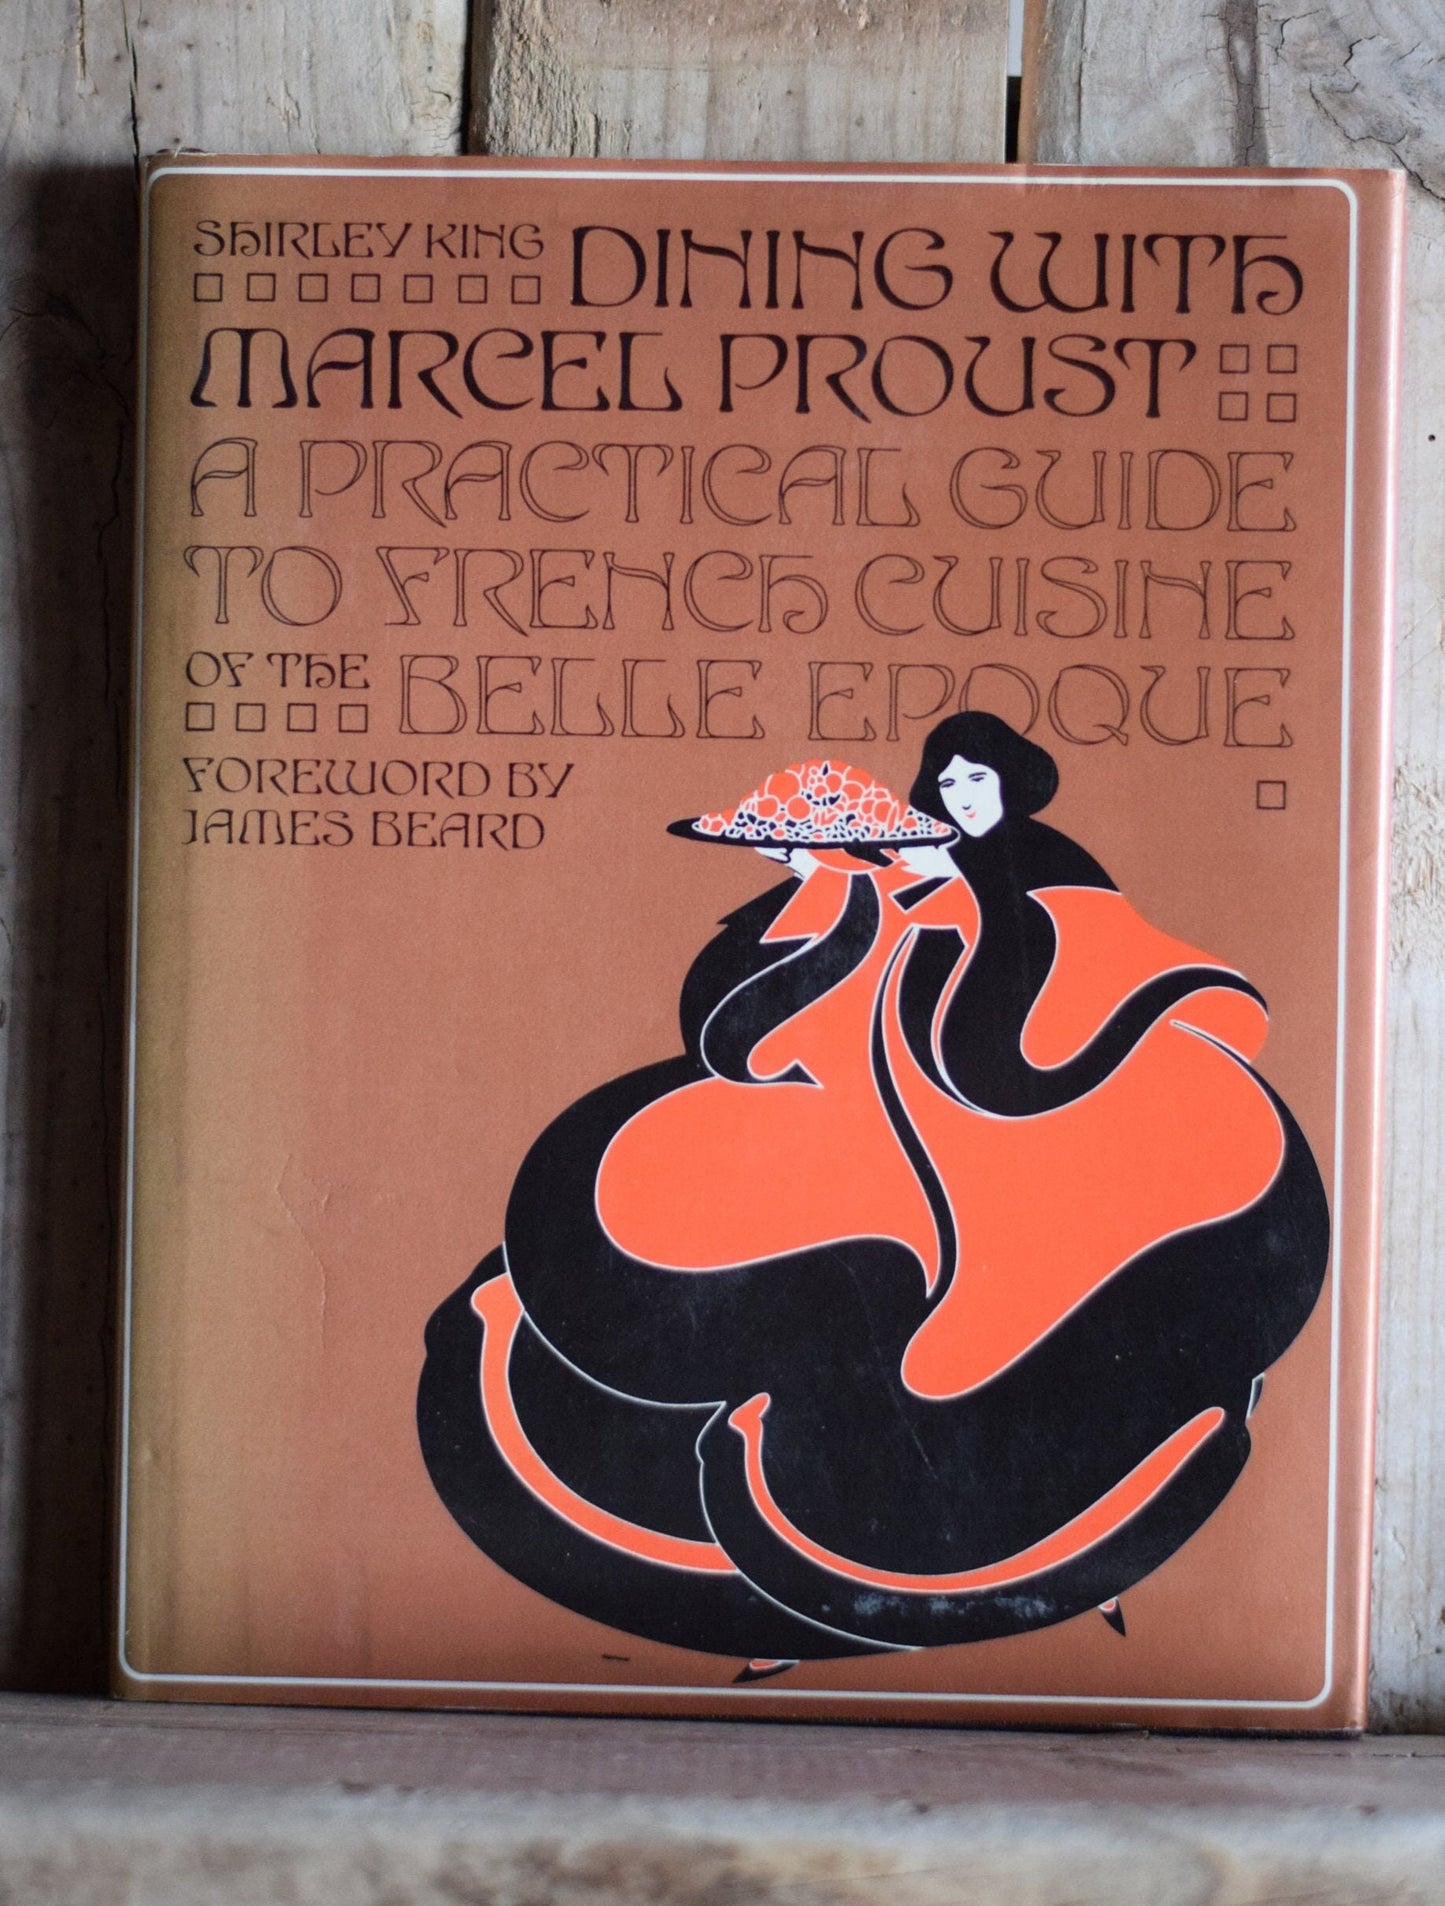 SHIRLEY KING DINING WITH
MARCEL PROUST
A PRACTICAL GUIDE
TO FRENCH CUISINE
OF THE BELLE EPOQUE
FOREWORD BY
JAMES BEARD